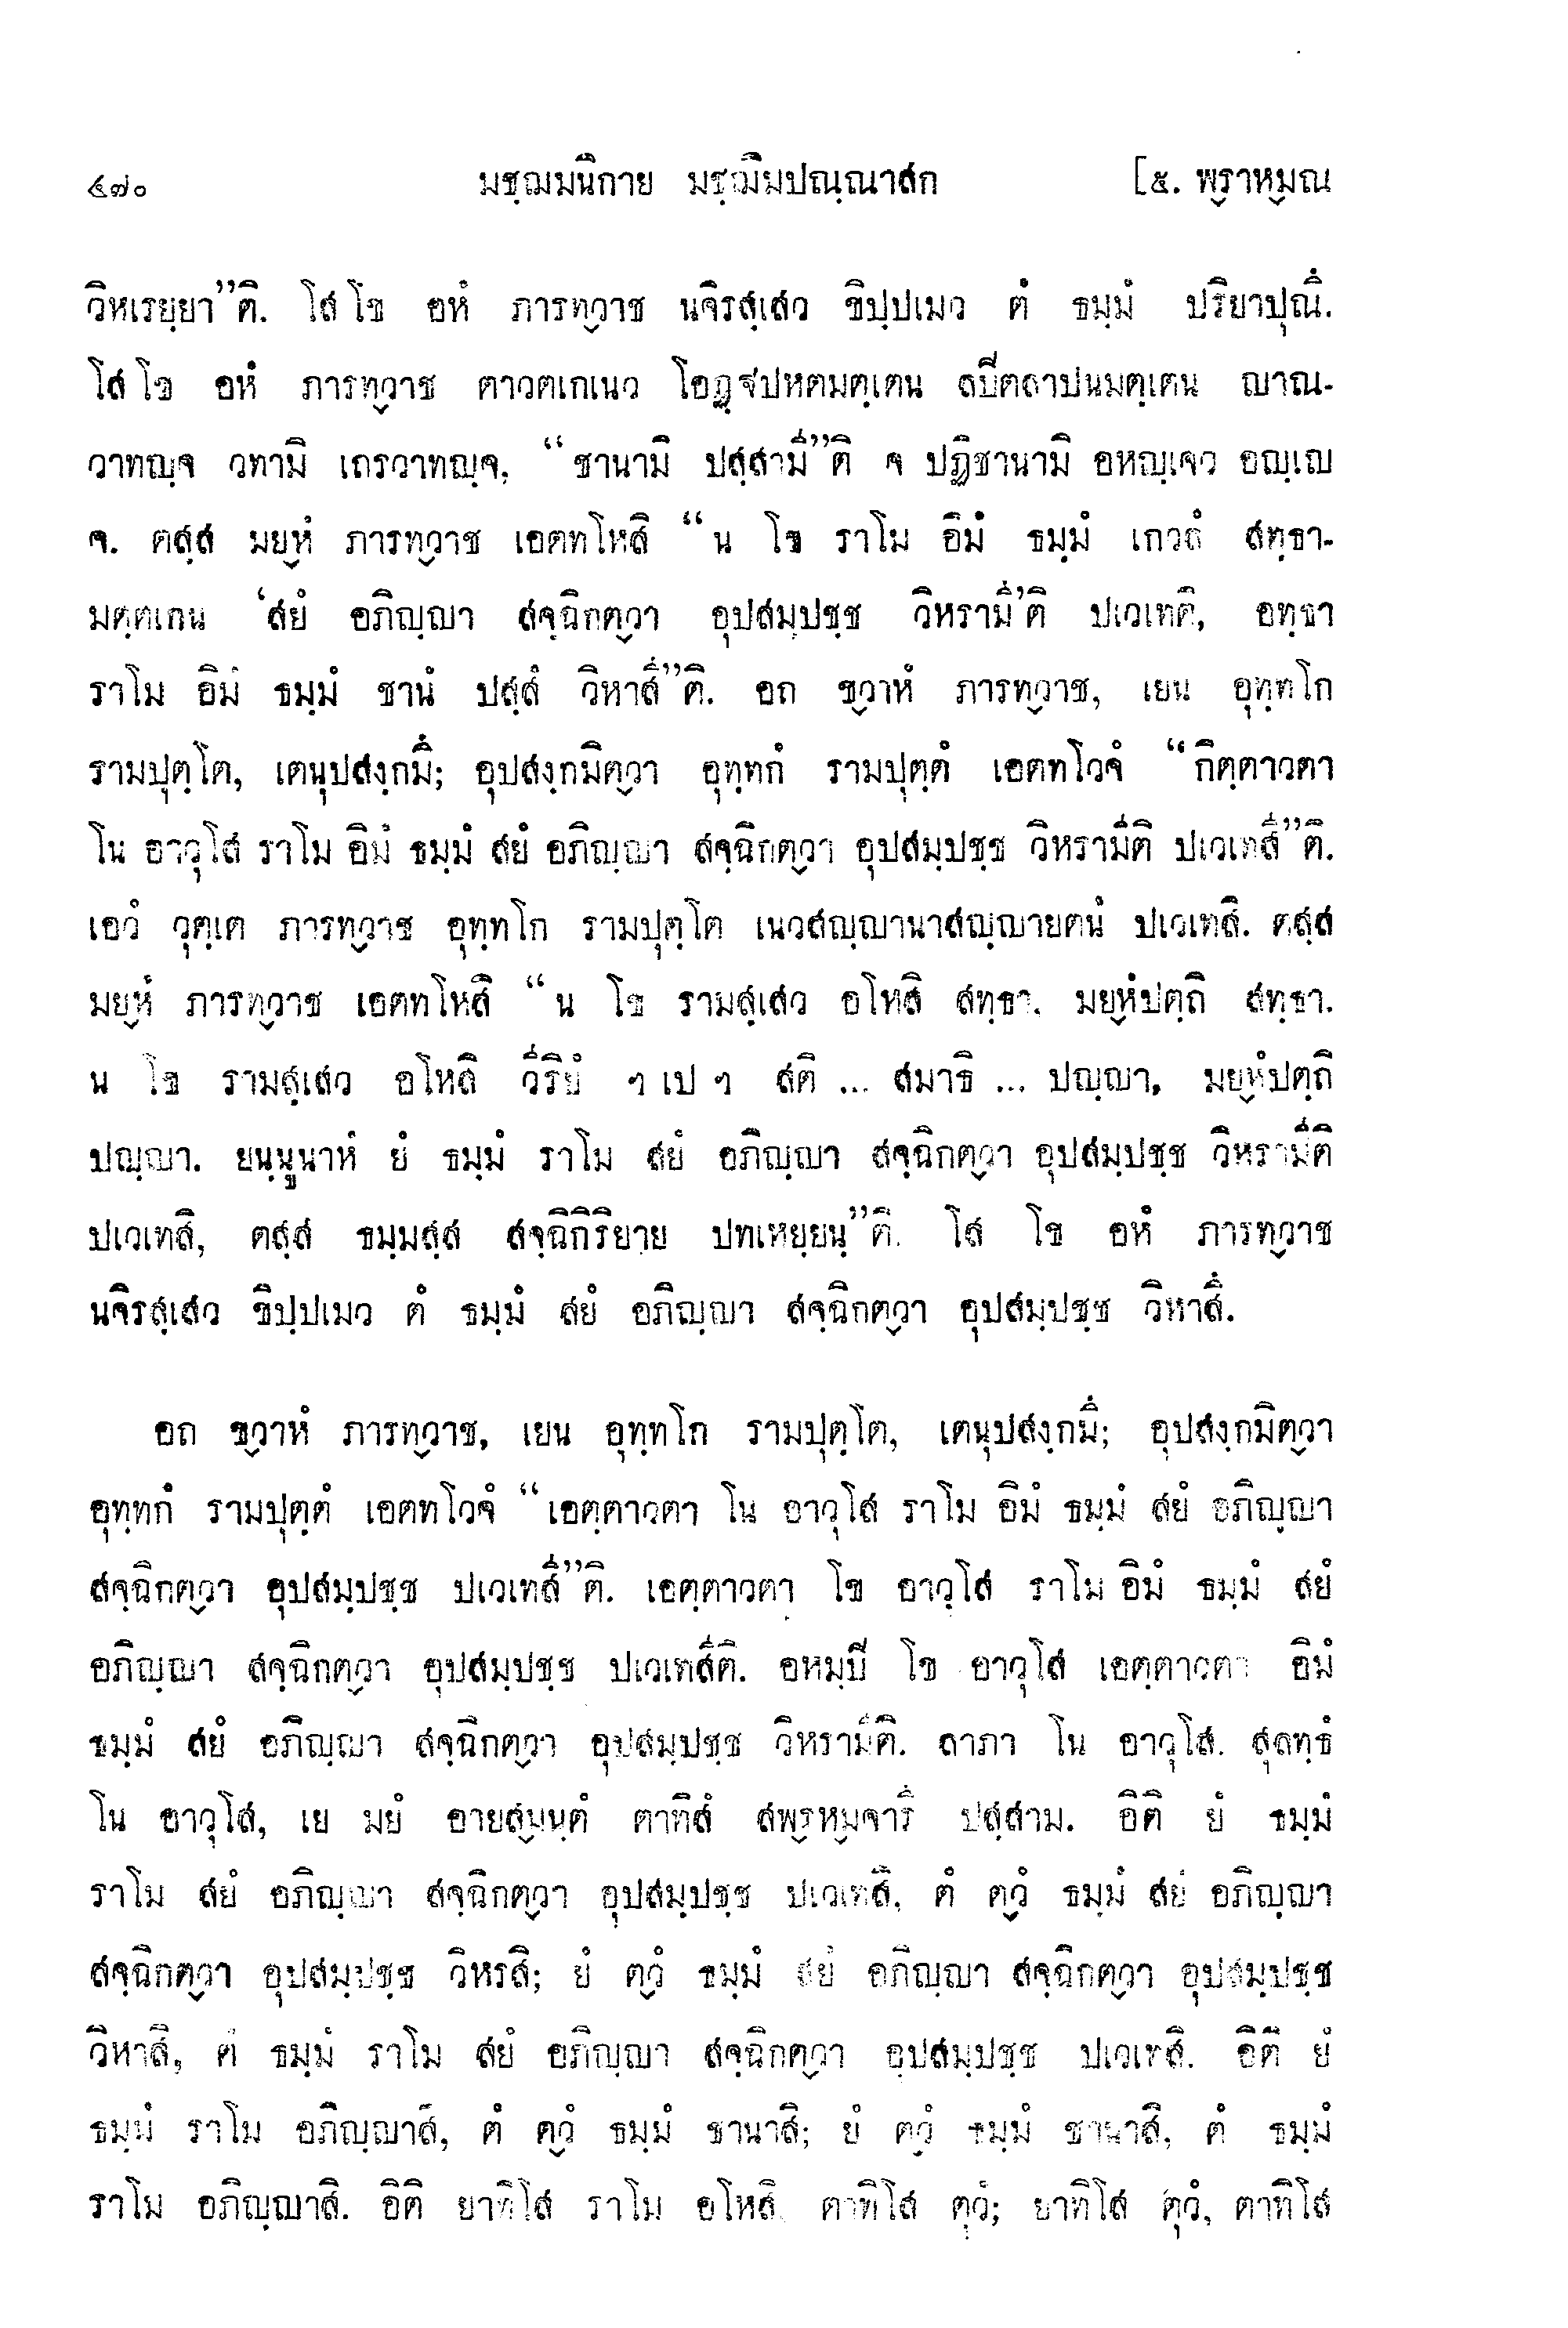 ๔๗๐ มชฺฌมนิกาย มชฺฌิมปณฺณาสก [๕. พฺราหฺมณ
วิหเรยฺยา”ติ. โส โข อหํ ภารทฺวาช นจิรสฺเสว ขิปฺปเมว ตํ ธมฺมํ ปริยาปุณึ.
โส โข อหํ ภารทฺวาช ตาวตเกเนว โอฏฺฐปหตมตฺเตน ลปิตลาปนมตฺเตน ญาณ-
วาทญฺจ วทามิ เถรวาทญฺจ, “ชานามิ ปสฺสามี”ติ จ ปฏิชานามิ อหญฺเจว อญฺเญ
จ. ตสฺส มยฺหํ ภารทฺวาช เอตทโหสิ “น โข ราโม อิมํ ธมฺมํ เกวลํ สทฺธา-
มตฺตเกน ‘สยํ อภิญฺญา สจฺฉิกตฺวา อุปสมฺปชฺช วิหรามี’ติ ปเวเทติ, อทฺธา
ราโม อิมํ ธมฺมํ ชานํ ปสฺสํ วิหาสี”ติ. อถ ขฺวาหํ ภารทฺวาช, เยน อุทฺทโก
รามปุตฺโต, เตนุปสงฺกมึ; อุปสงฺกมิตฺวา อุทฺทกํ รามปุตฺตํ เอตทโวจํ “กิตฺตาวตา
โน อาวุโส ราโม อิมํ ธมฺมํ สยํ อภิญฺญา สจฺฉิกตฺวา อุปสมฺปชฺช วิหรามีติ ปเวเทสี”ติ.
เอวํ วุตฺเต ภารทฺวาช อุทฺทโก รามปุตฺโต เนวสญฺญานาสญฺญายตนํ ปเวเทสิ. ตสฺส
มยฺหํ ภารทฺวาช เอตทโหสิ “น โข รามสฺเสว อโหสิ สทฺธา, มยฺหํปตฺถิ สทฺธา.
น โข รามสฺเสว อโหสิ วีริยํ ฯ เป ฯ สติ ... สมาธิ ... ปญฺญา, มยฺหํปตฺถิ
ปญฺญา. ยนฺนูนาหํ ยํ ธมฺมํ ราโม สยํ อภิญฺญา สจฺฉิกตฺวา อุปสมฺปชฺช วิหรามีติ
ปเวเทสิ, ตสฺส ธมฺมสฺส สจฺฉิกิริยาย ปทเหยฺยนฺ”ติ. โส โข อหํ ภารทฺวาช
นจิรสฺเสว ขิปฺปเมว ตํ ธมฺมํ สยํ อภิญฺญา สจฺฉิกตฺวา อุปสมฺปชฺช วิหาสึ.
อถ ขฺวาหํ ภารทฺวาช, เยน อุทฺทโก รามปุตฺโต, เตนุปสงฺกมึ; อุปสงฺกมิตฺวา
อุทฺทกํ รามปุตฺตํ เอตทโวจํ “เอตฺตาวตา โน อาวุโส ราโม อิมํ ธมฺมํ สยํ อภิญฺญา
สจฺฉิกตฺวา อุปสมฺปชฺช ปเวเทสี”ติ. เอตฺตาวตา โข อาวุโส ราโม อิมํ ธมฺมํ สยํ
อภิญฺญา สจฺฉิกตฺวา อุปสมฺปชฺช ปเวเทสีติ. อหมฺปิ โข อาวุโส เอตฺตาวตา อิมํ
ธมฺมํ สยํ อภิญฺญา สจฺฉิกตฺวา อุปสมฺปชฺช วิหรามีติ. ลาภา โน อาวุโส, สุลทฺธํ
โน อาวุโส, เย มยํ อายสฺมนฺตํ ตาทิสํ สพฺรหฺมจารึ ปสฺสาม. อิติ ยํ ธมฺมํ
ราโม สยํ อภิญฺญา สจฺฉิกตฺวา อุปสมฺปชฺช ปเวเทสิ, ตํ ตฺวํ ธมฺมํ สยํ อภิญฺญา
สจฺฉิกตฺวา อุปสมฺปชฺช วิหรสิ; ยํ ตฺวํ ธมฺมํ สยํ อภิญฺญา สจฺฉิกตฺวา อุปสมฺปชฺช
วิหาสิ, ตํ ธมฺมํ ราโม สยํ อภิญฺญา สจฺฉิกตฺวา อุปสมฺปชฺช ปเวเทสิ. อิติ ยํ
ธมฺมํ ราโม อภิญฺญาสิ, ตํ ตฺวํ ธมฺมํ ชานาสิ; ยํ ตฺวํ ธมฺมํ ชานาสิ, ตํ ธมฺมํ
ราโม อภิญฺญาสิ. อิติ ยาทิโส ราโม อโหสิ, ตาทิโส ตุวํ; ยาทิโส ตุวํ, ตาทิโส